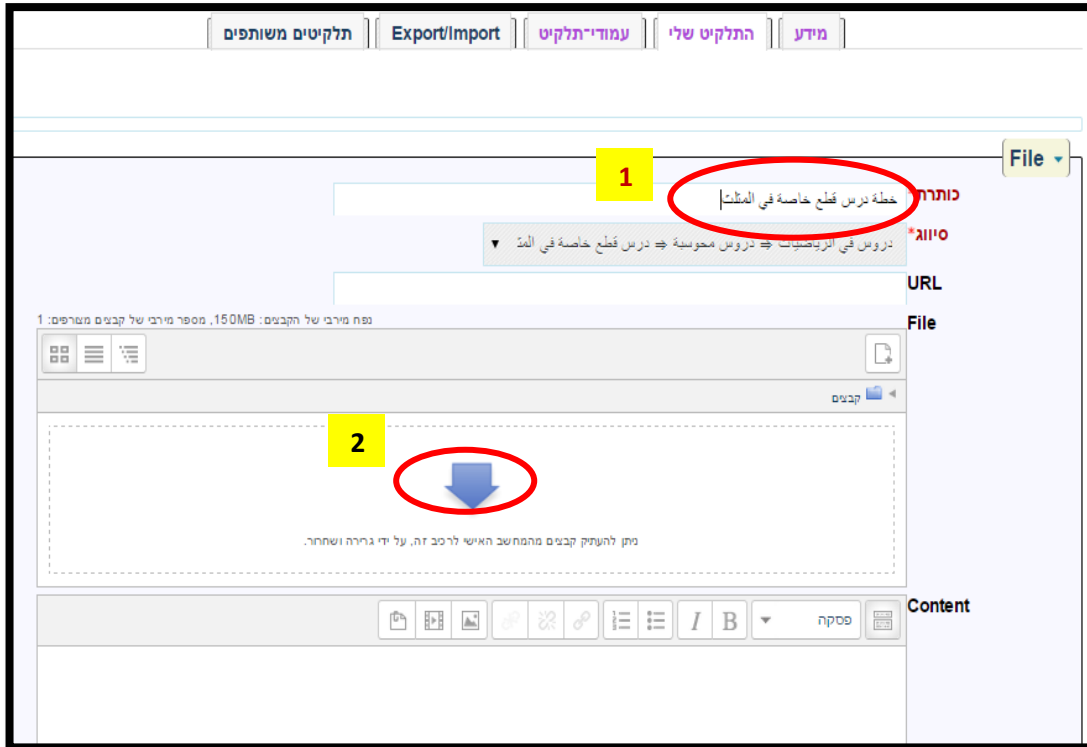 מידע
התלקיט שלי
עמודי־תלקיט
Export/Import
תלקיטים משותפים
File
1
כותרת*
خطة درس قطع خاصة في المثلث
סיווג*
دروس في الرياضيات ⇒ دروس محوسبة ⇒ درس قطع خاصة في المث
URL
File
נפח מירבי של הקבצים: 150MB, מספר מירבי של קבצים מצורפים: 1
קבצים
2
ניתן להעתיק קבצים מהמחשב האישי לרכיב זה, על ידי גרירה ושחרור.
Content
פסקה
B
I